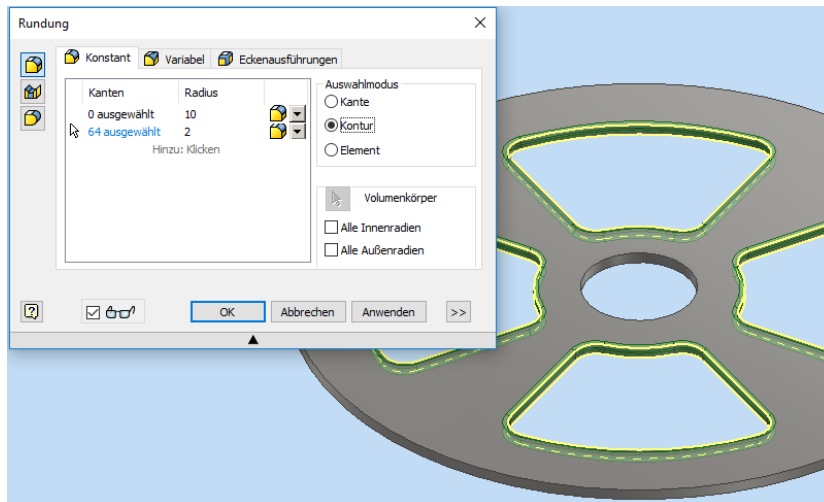 Rundung
Konstant Variabel Eckenausführungen
Kanten Radius
0 ausgewählt 10
64 ausgewählt 2
Hinzu: Klicken
Auswahlmodus
Kante
Kontur
Element
Volumenkörper
Alle Innenradien
Alle Außenradien
OK Abbrechen Anwenden >>